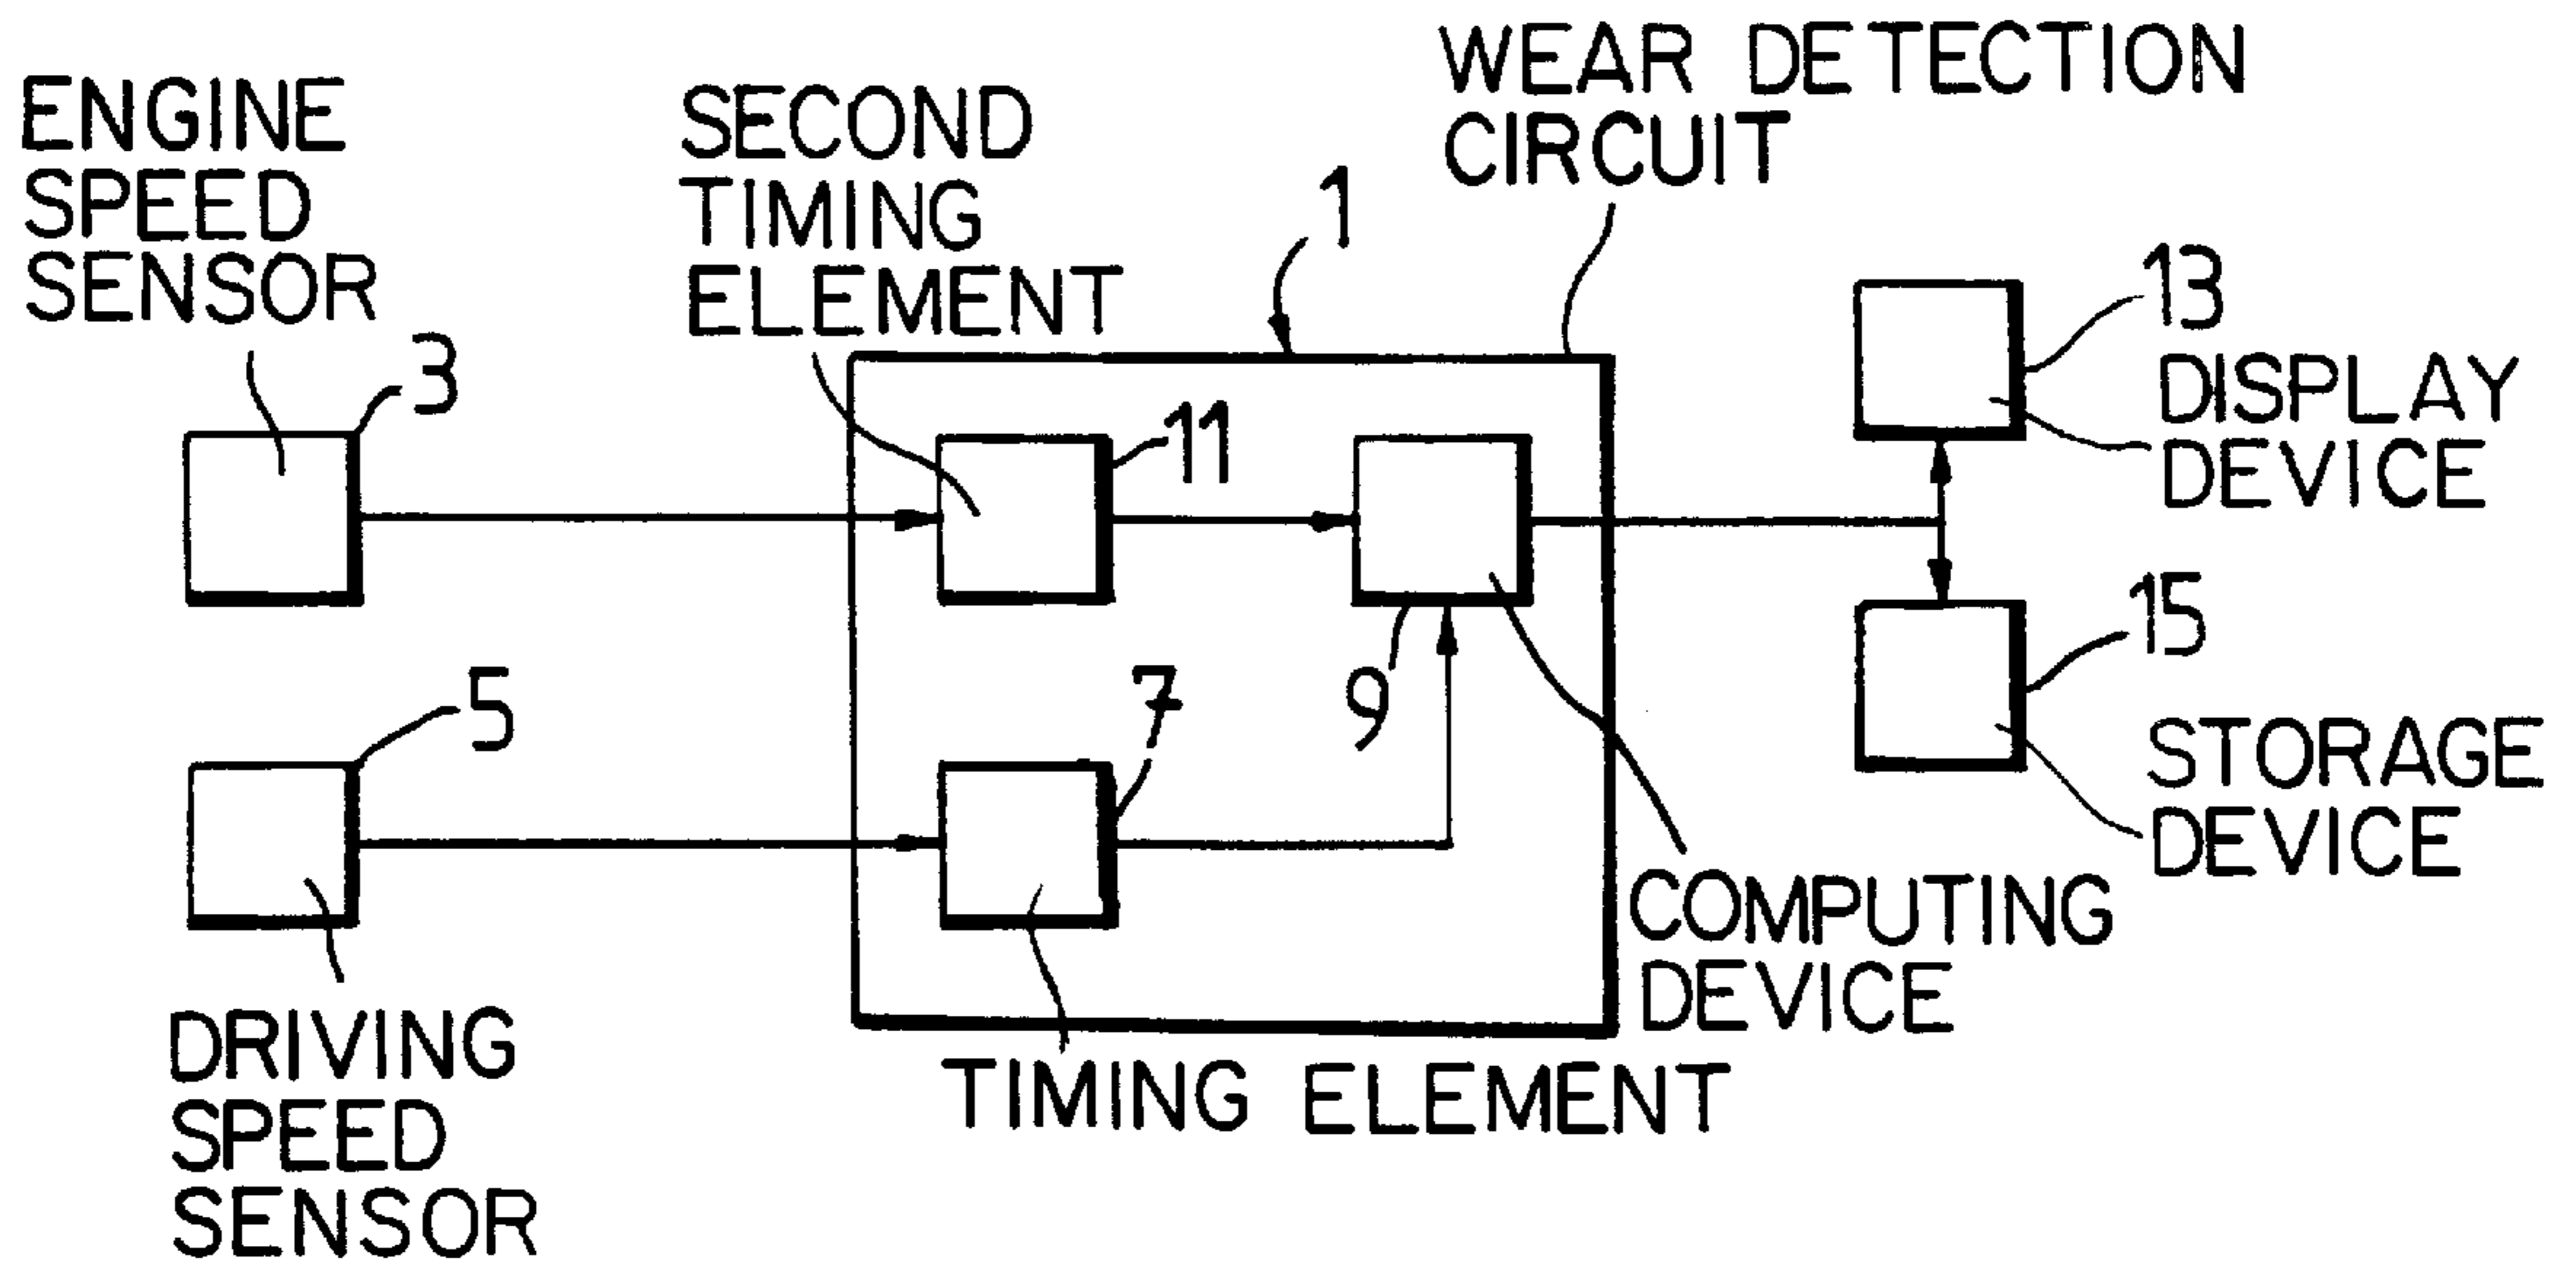 ENGINE
SPEED
SENSOR
3
SECOND
TIMING
ELEMENT
1
WEAR DETECTION
CIRCUIT
11
13
DISPLAY
DEVICE
5
7
9
15
STORAGE
DEVICE
COMPUTING
DEVICE
DRIVING
SPEED
SENSOR
TIMING ELEMENT